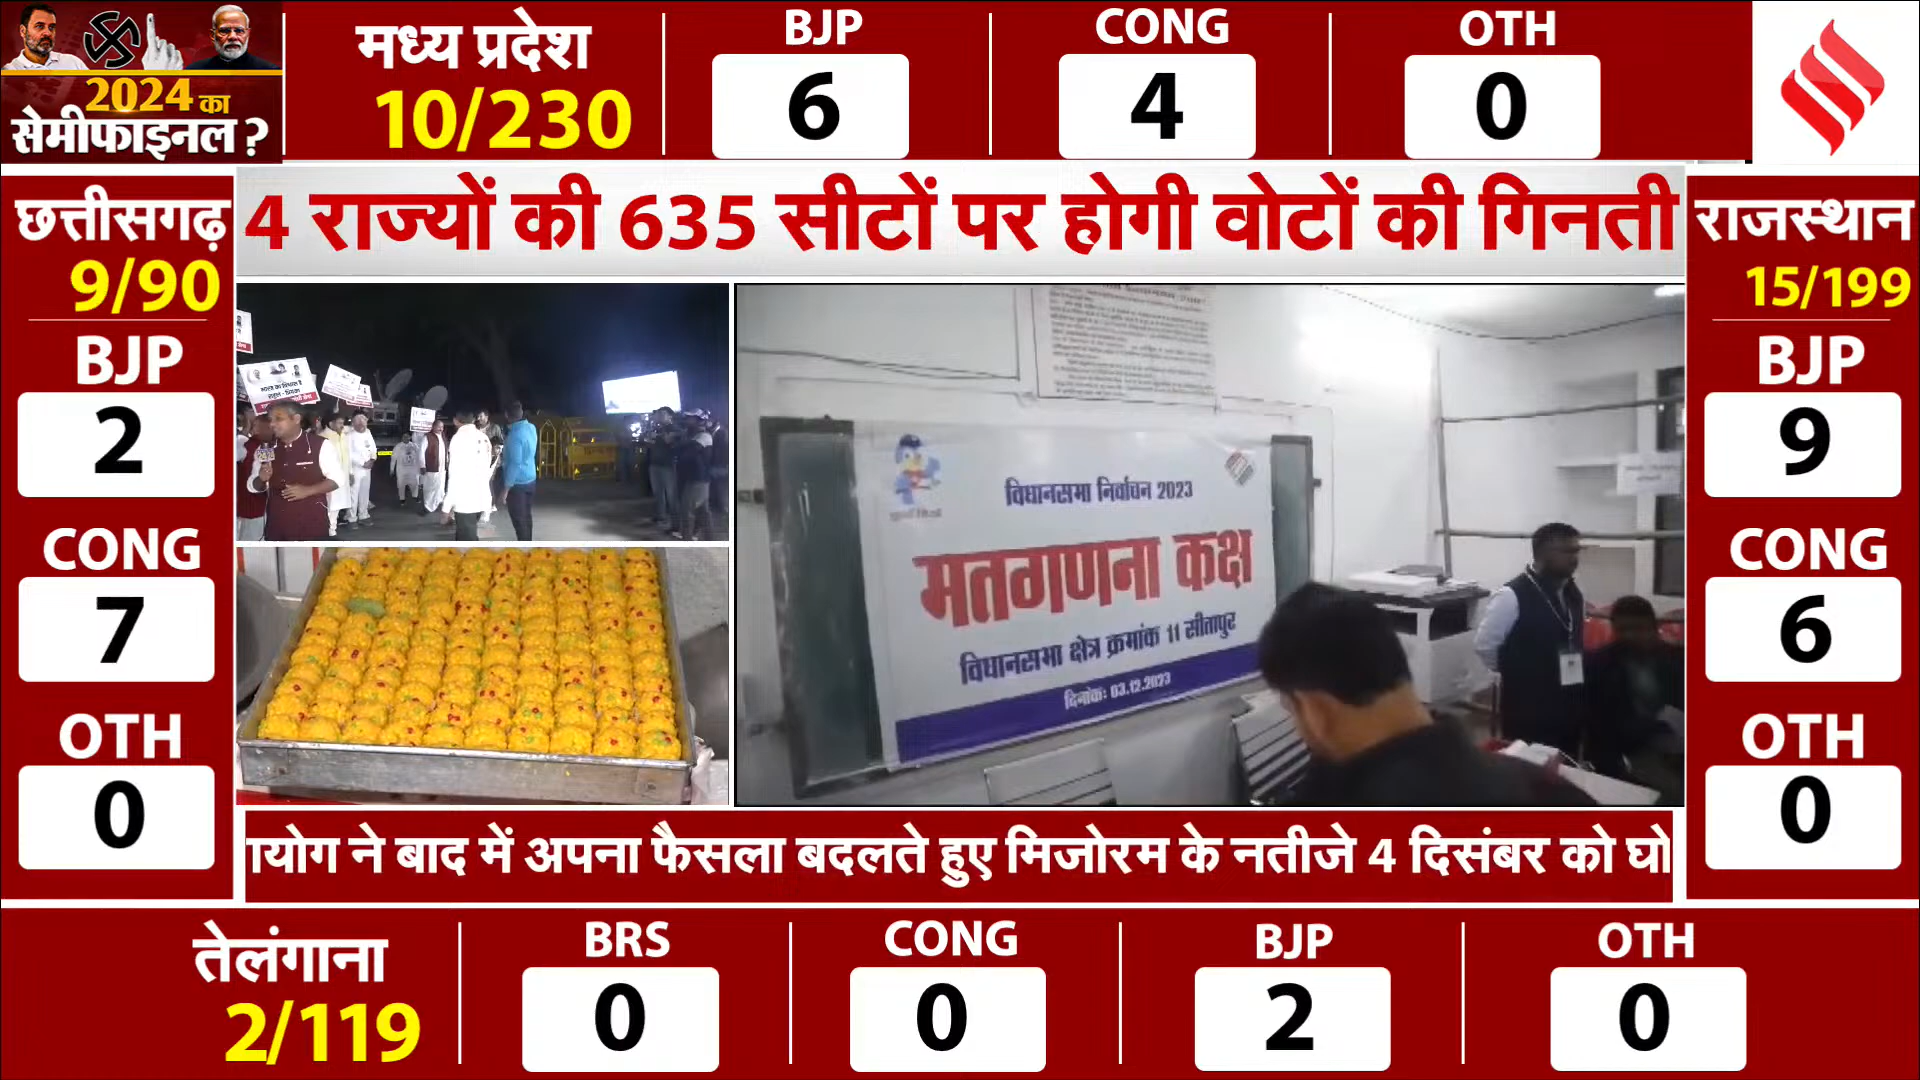 2024 का
सेमीफाइनल ?
मध्य प्रदेश
10/230
BJP
6
CONG
4
OTH
0
छत्तीसगढ़
9/90
BJP
2
CONG
7
OTH
0
4 राज्यों की 635 सीटों पर होगी वोटों की गिनती
विधानसभा निर्वाचन 2023
मतगणना कक्ष
विधानसभा क्षेत्र क्रमांक 11 सीतापुर
दिनांक: 03.12.2023
राजस्थान
15/199
BJP
9
CONG
6
OTH
0
ायोग ने बाद में अपना फैसला बदलते हुए मिजोरम के नतीजे 4 दिसंबर को घो
तेलंगाना
2/119
BRS
0
CONG
0
BJP
2
OTH
0